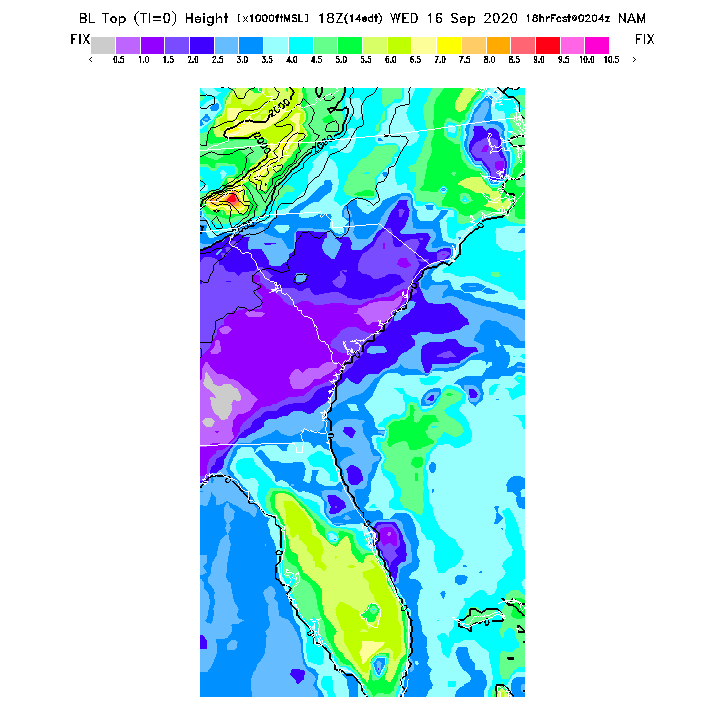 BL Top (TI=0) Height [x1000ftMSL] 18Z(14edt) WED 16 Sep 2020 18hrFcst@0204z NAM
FIX FIX
< 0.5 1.0 1.5 2.0 2.5 3.0 3.5 4.0 4.5 5.0 5.5 6.0 6.5 7.0 7.5 8.0 8.5 9.0 9.5 10.0 10.5 >
2000
2000